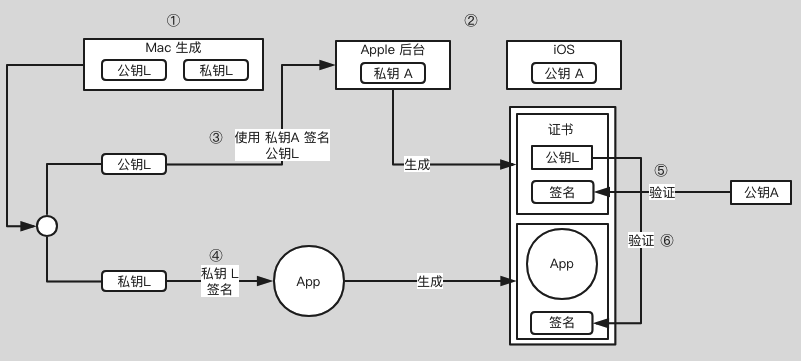 ①
②
Mac 生成
公钥L
私钥L
Apple 后台
私钥 A
iOS
公钥 A
③
使用 私钥A 签名
公钥L
公钥L
生成
证书
公钥L
签名
⑤
验证
公钥A
④
私钥 L
签名
私钥L
App
生成
App
签名
验证 ⑥